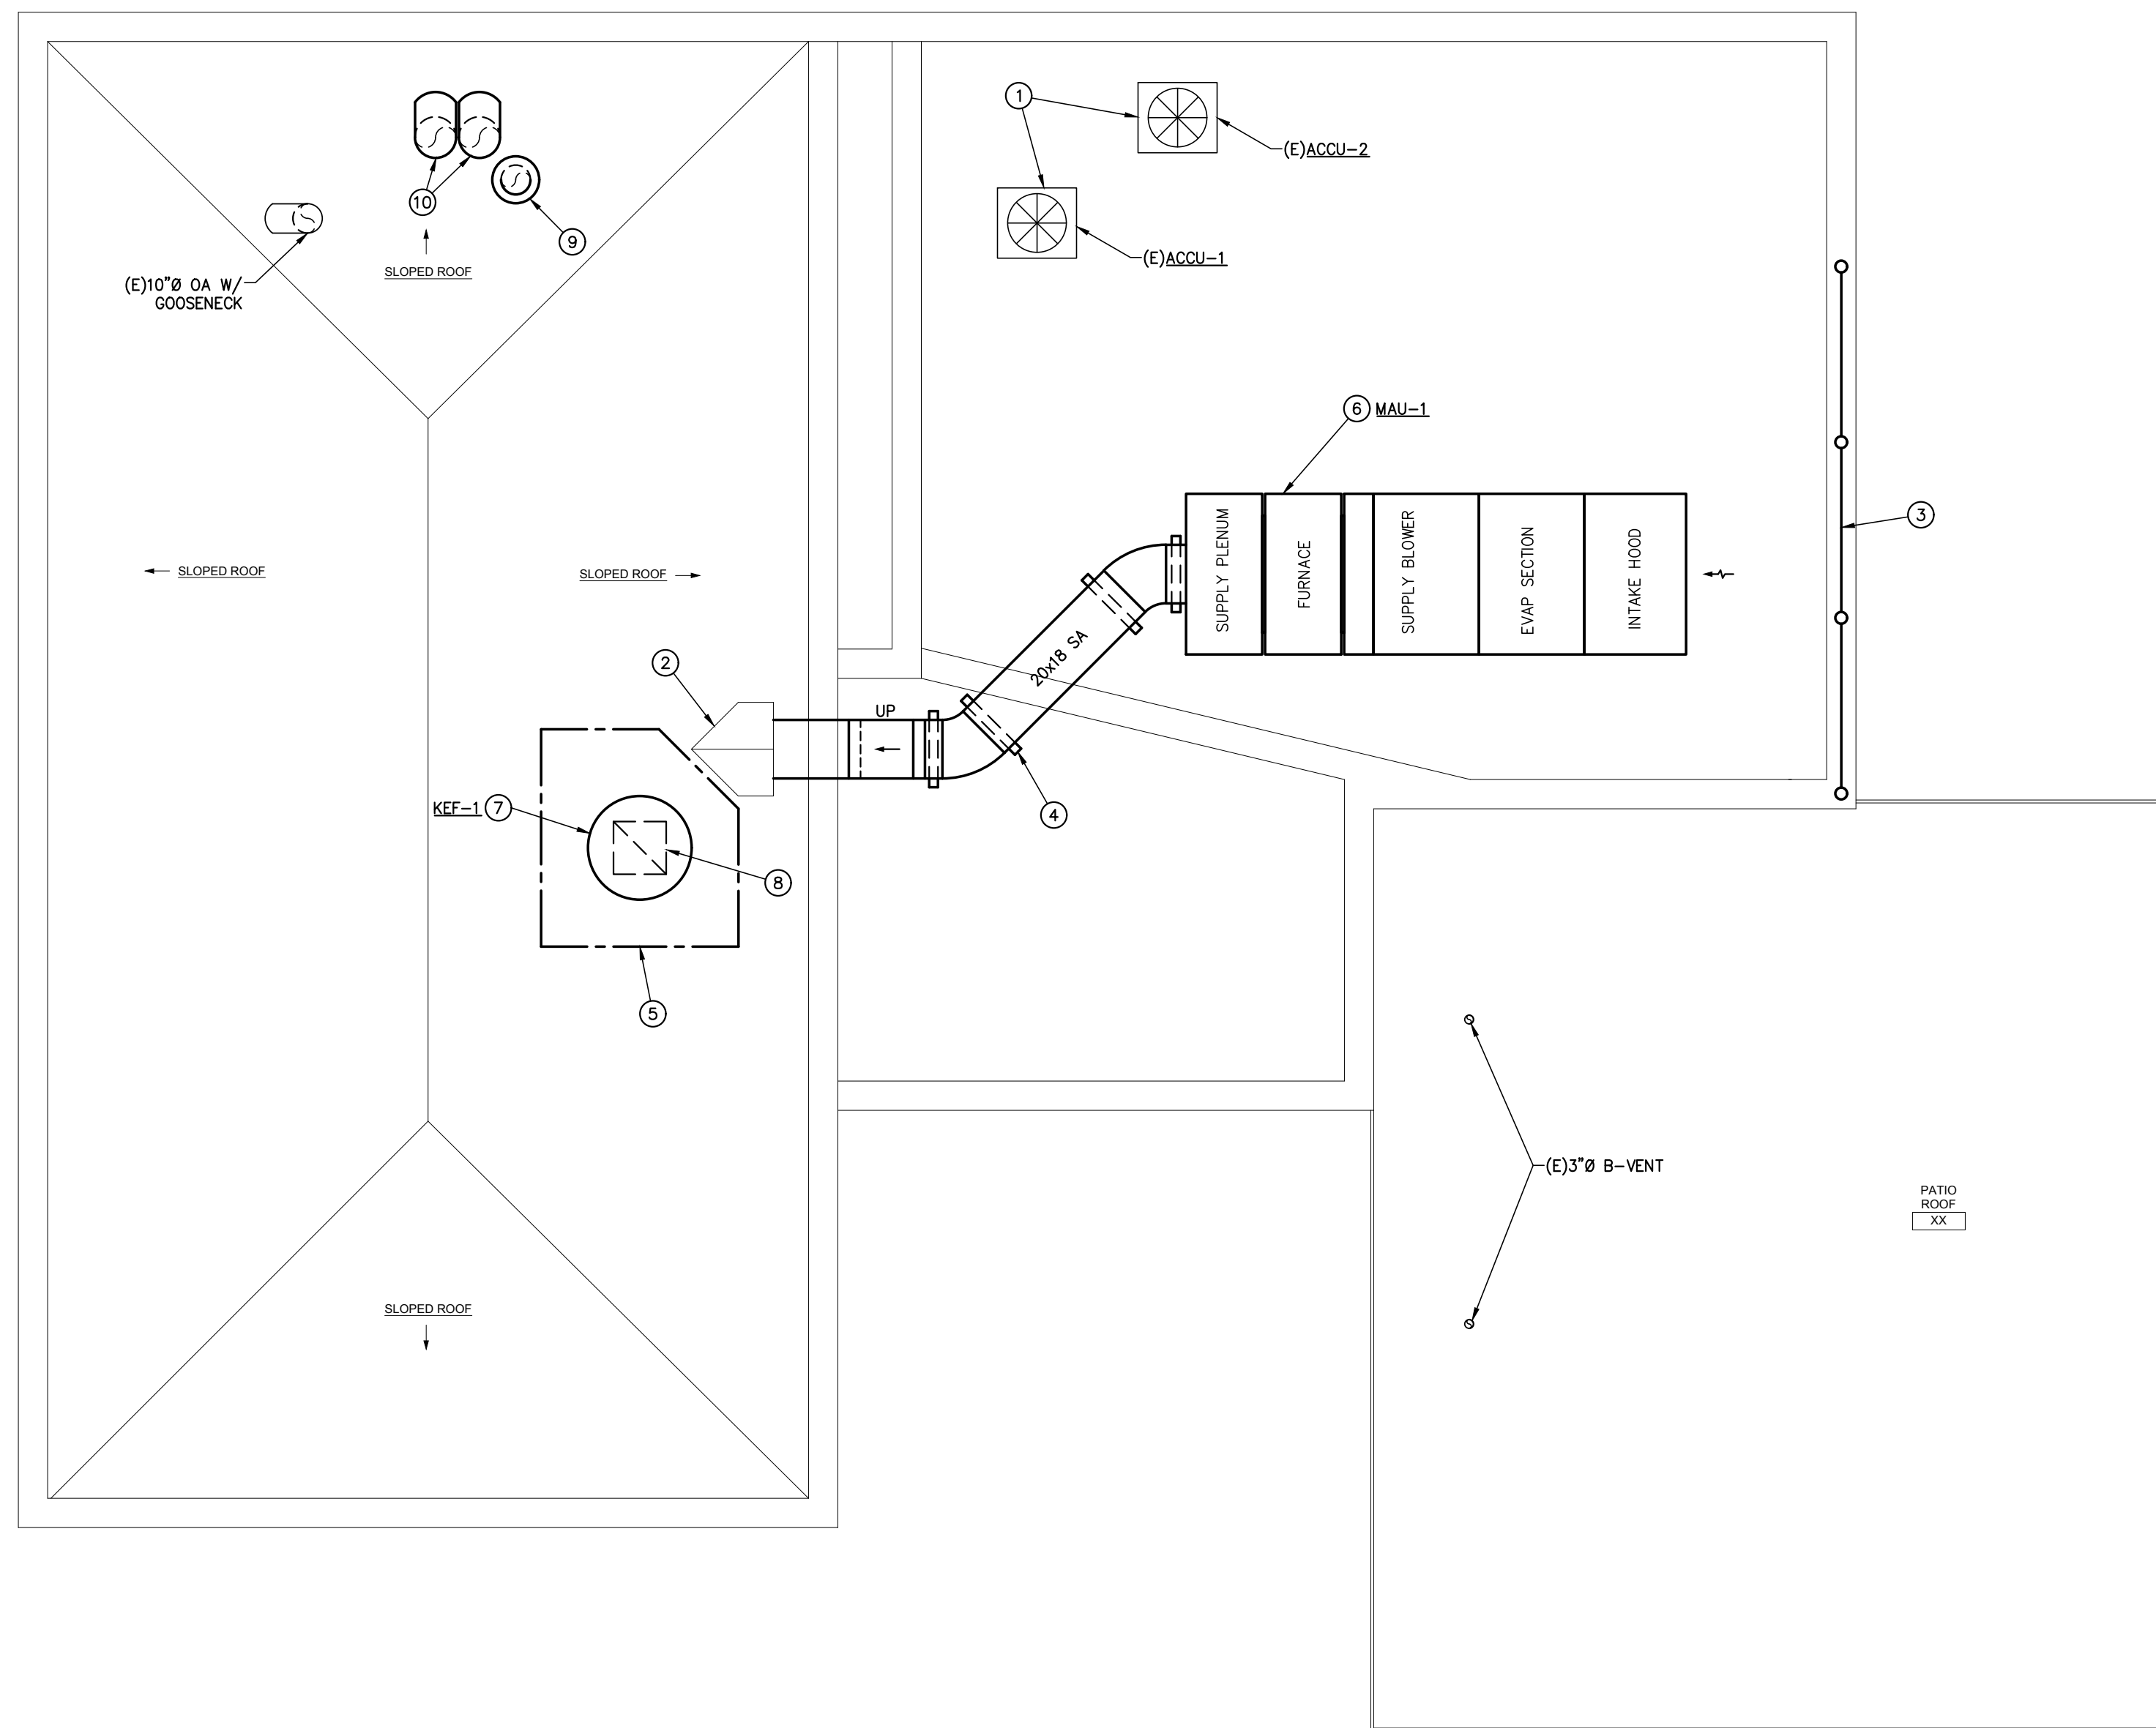 1
(E)ACCU-2
10
9
(E)ACCU-1
SLOPED ROOF
(E)10"Ø OA W/
GOOSENECK
6 MAU-1
3
SUPPLY PLENUM
FURNACE
SUPPLY BLOWER
EVAP SECTION
INTAKE HOOD
SLOPED ROOF
SLOPED ROOF
20x18 SA
2
UP
KEF-1 7
4
8
5
(E)3"Ø B-VENT
PATIO
ROOF
XX
SLOPED ROOF